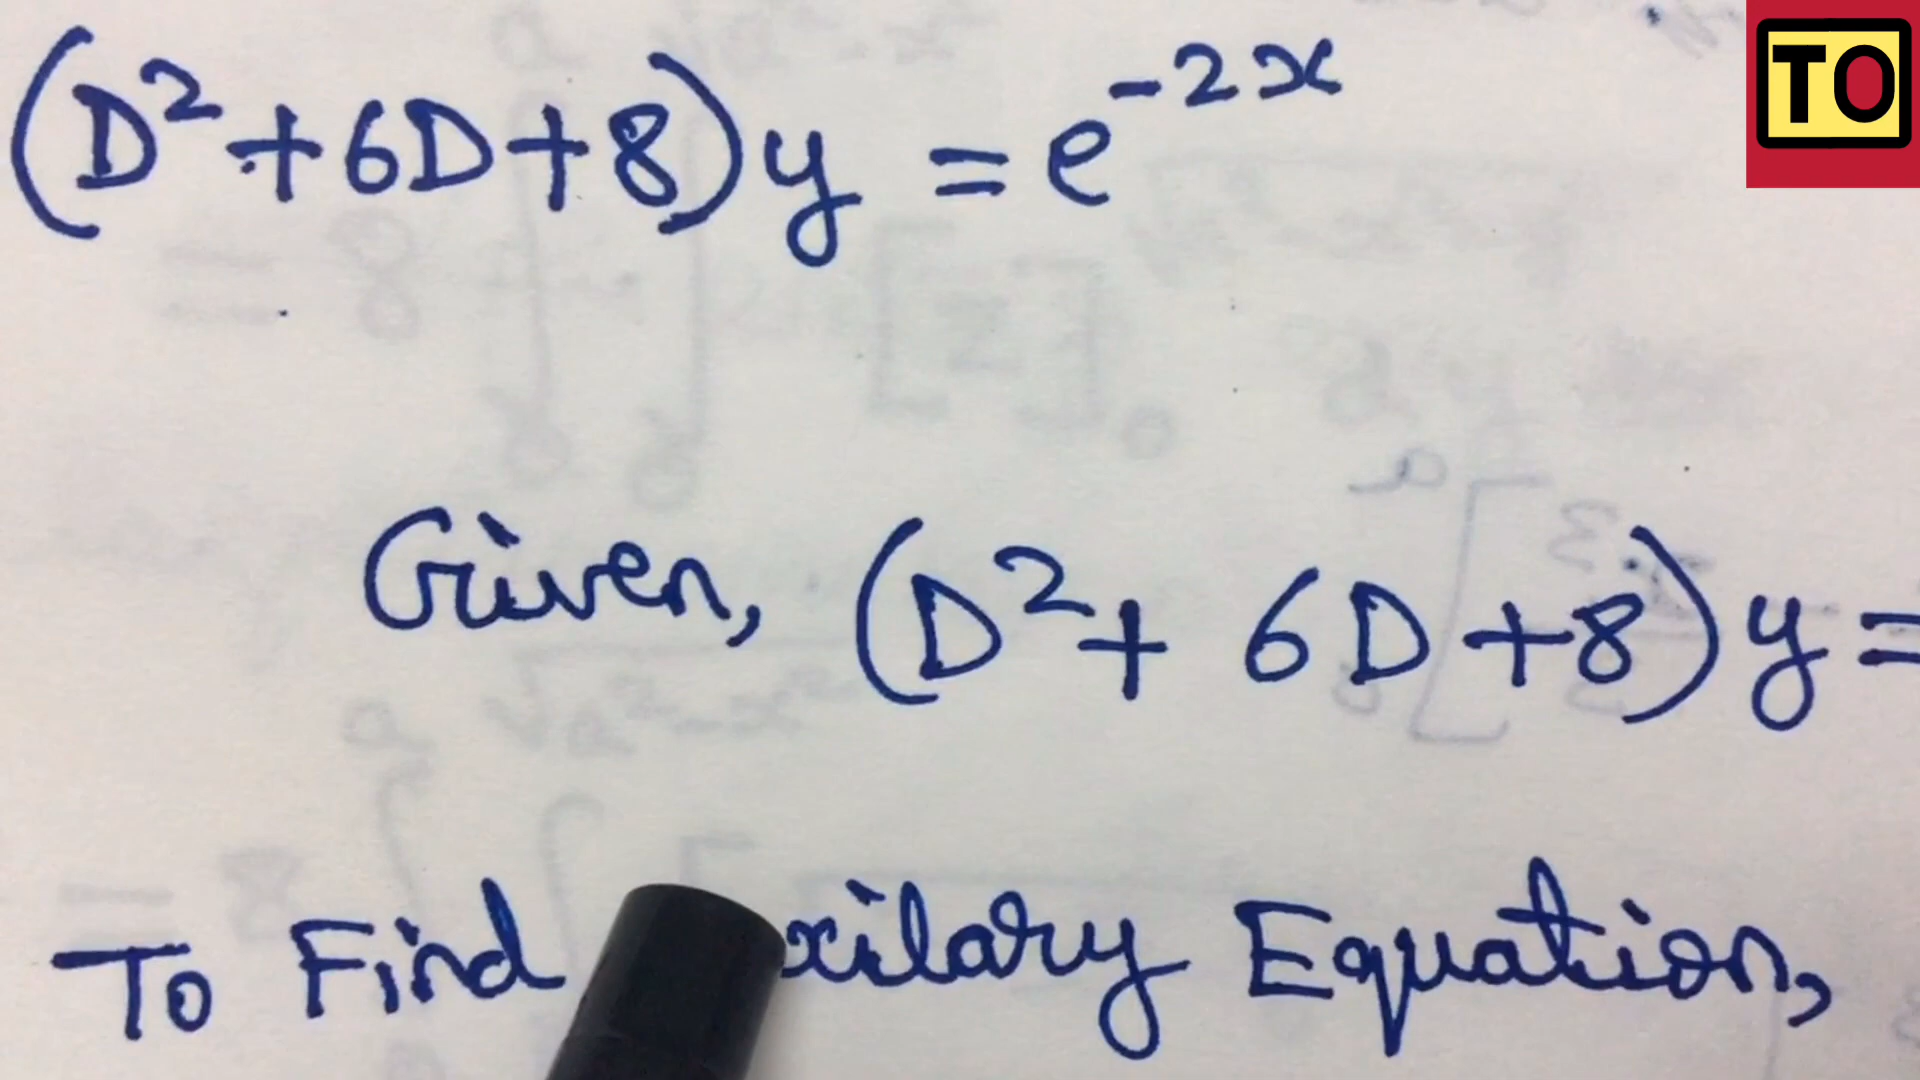 (D²+6D+8)y = e^{-2x}
TO
Given, (D²+ 6D+8)y=
To Find xilary Equation,